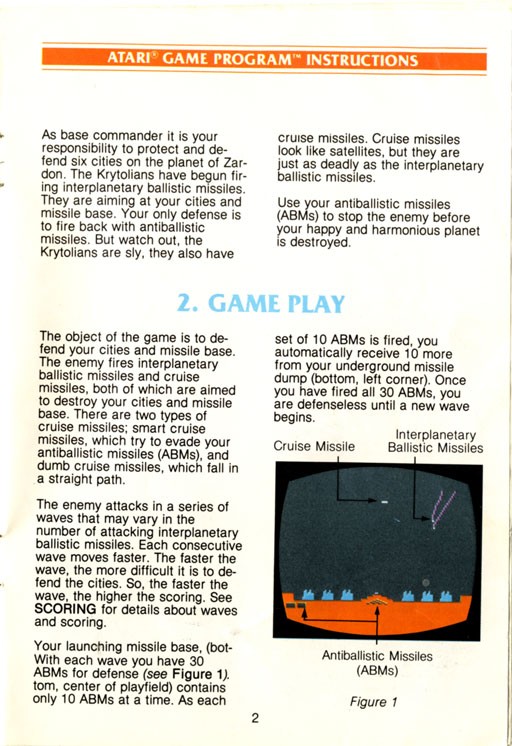 ATARI® GAME PROGRAM™ INSTRUCTIONS
As base commander it is your
responsibility to protect and de-
fend six cities on the planet of Zar-
don. The Krytolians have begun fir-
ing interplanetary ballistic missiles.
They are aiming at your cities and
missile base. Your only defense is
to fire back with antiballistic
missiles. But watch out, the
Krytolians are sly, they also have
cruise missiles. Cruise missiles
look like satellites, but they are
just as deadly as the interplanetary
ballistic missiles.
Use your antiballistic missiles
(ABMs) to stop the enemy before
your happy and harmonious planet
is destroyed.
2. GAME PLAY
The object of the game is to de-
fend your cities and missile base.
The enemy fires interplanetary
ballistic missiles and cruise
missiles, both of which are aimed
to destroy your cities and missile
base. There are two types of
cruise missiles; smart cruise
missiles, which try to evade your
antiballistic missiles (ABMs), and
dumb cruise missiles, which fall in
a straight path.
The enemy attacks in a series of
waves that may vary in the
number of attacking interplanetary
ballistic missiles. Each consecutive
wave moves faster. The faster the
wave, the more difficult it is to de-
fend the cities. So, the faster the
wave, the higher the scoring. See
SCORING for details about waves
and scoring.
Your launching missile base, (bot-
With each wave you have 30
ABMs for defense (see Figure 1).
tom, center of playfield) contains
only 10 ABMs at a time. As each
set of 10 ABMs is fired, you
automatically receive 10 more
from your underground missile
dump (bottom, left corner). Once
you have fired all 30 ABMs, you
are defenseless until a new wave
begins.
Cruise Missile
Interplanetary
Ballistic Missiles
Antiballistic Missiles
(ABMs)
Figure 1
2